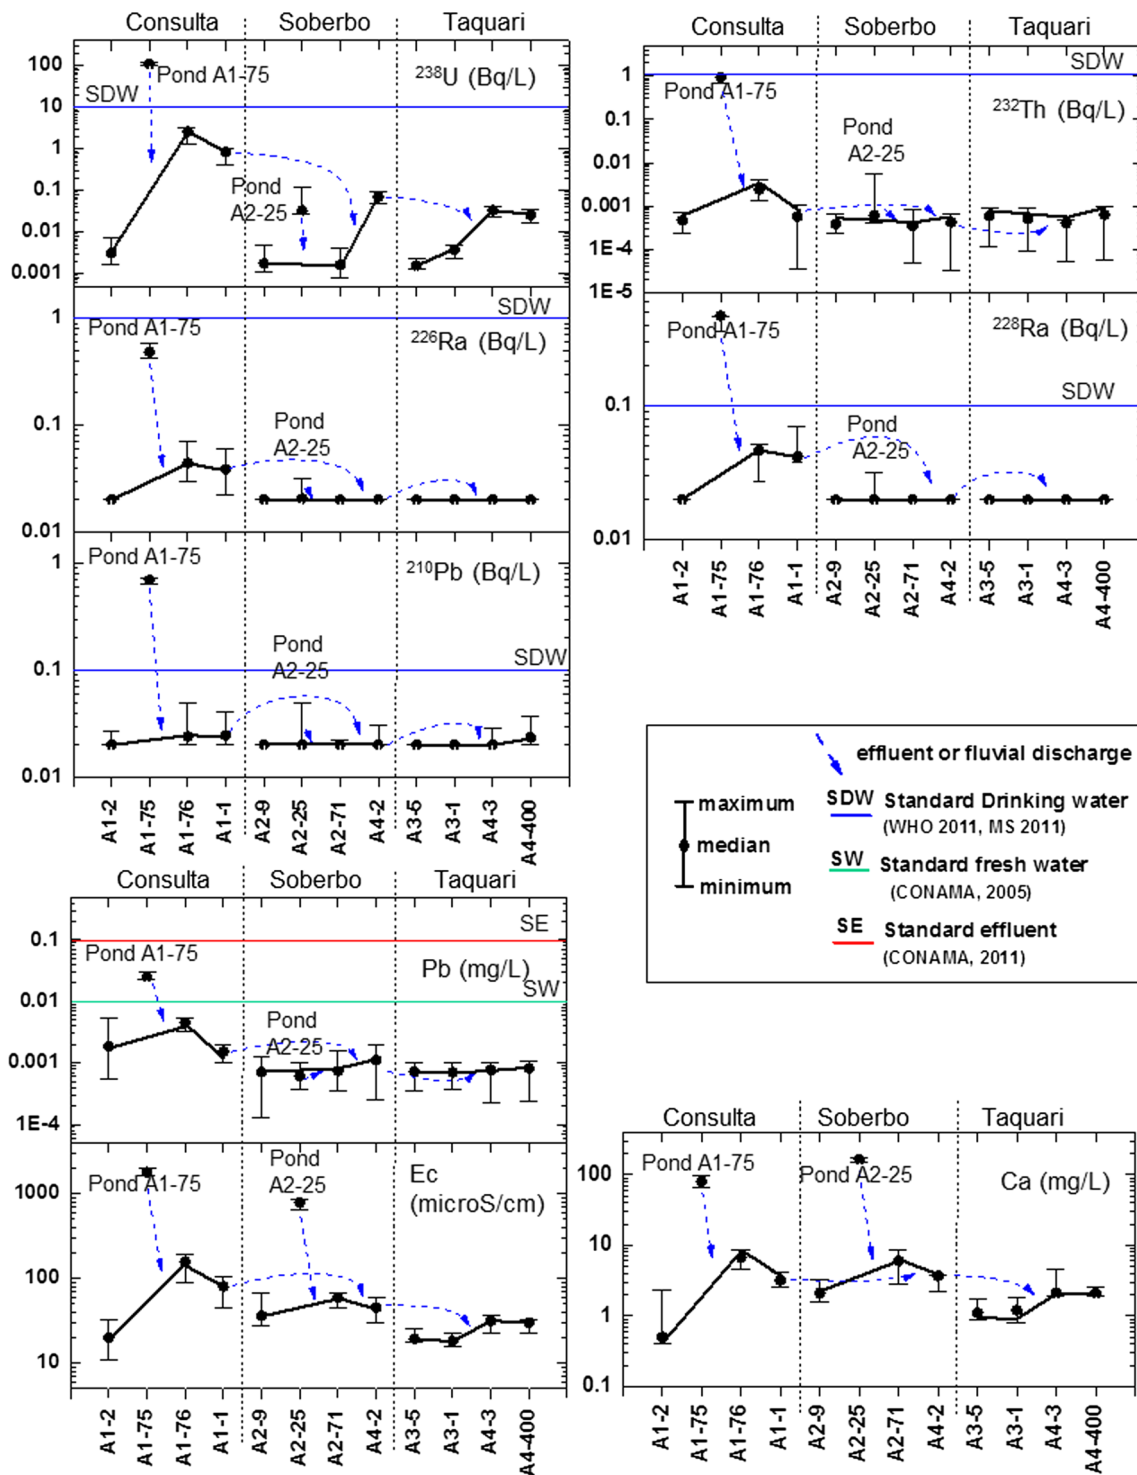 Consulta Soberbo Taquari
²³⁸U (Bq/L)
100
10
1
0.1
0.01
0.001
SDW
Pond A1-75
Pond
A2-25
²²⁶Ra (Bq/L)
SDW
1
0.1
0.01
Pond A1-75
Pond
A2-25
²¹⁰Pb (Bq/L)
1
0.1
0.01
SDW
Pond A1-75
Pond
A2-25
A1-2 A1-75 A1-76 A1-1 A2-9 A2-25 A2-71 A4-2 A3-5 A3-1 A4-3 A4-400
Consulta Soberbo Taquari
SDW
²³²Th (Bq/L)
1
0.1
0.01
0.001
1E-4
1E-5
Pond A1-75
Pond
A2-25
²²⁸Ra (Bq/L)
SDW
0.1
0.01
Pond A1-75
Pond
A2-25
A1-2 A1-75 A1-76 A1-1 A2-9 A2-25 A2-71 A4-2 A3-5 A3-1 A4-3 A4-400
effluent or fluvial discharge
maximum
median
minimum
SDW Standard Drinking water
(WHO 2011, MS 2011)
SW Standard fresh water
(CONAMA, 2005)
SE Standard effluent
(CONAMA, 2011)
Consulta Soberbo Taquari
SE
Pb (mg/L)
SW
0.1
0.01
0.001
1E-4
Pond A1-75
Pond
A2-25
Ec
(microS/cm)
1000
100
10
Pond A1-75
Pond
A2-25
A1-2 A1-75 A1-76 A1-1 A2-9 A2-25 A2-71 A4-2 A3-5 A3-1 A4-3 A4-400
Consulta Soberbo Taquari
Ca (mg/L)
100
10
1
0.1
Pond A1-75
Pond A2-25
A1-2 A1-75 A1-76 A1-1 A2-9 A2-25 A2-71 A4-2 A3-5 A3-1 A4-3 A4-400